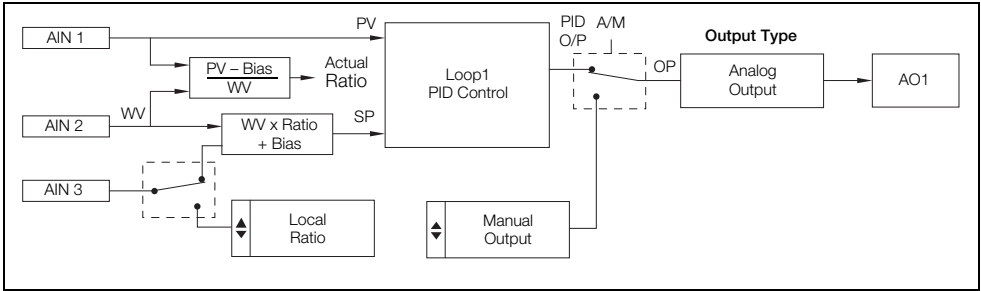 AIN 1
PV
PID
O/P
A/M
Output Type
PV – Bias
WV
Actual
Ratio
Loop1
PID Control
OP
Analog
Output
AO1
AIN 2
WV
WV x Ratio
+ Bias
SP
AIN 3
Local
Ratio
Manual
Output